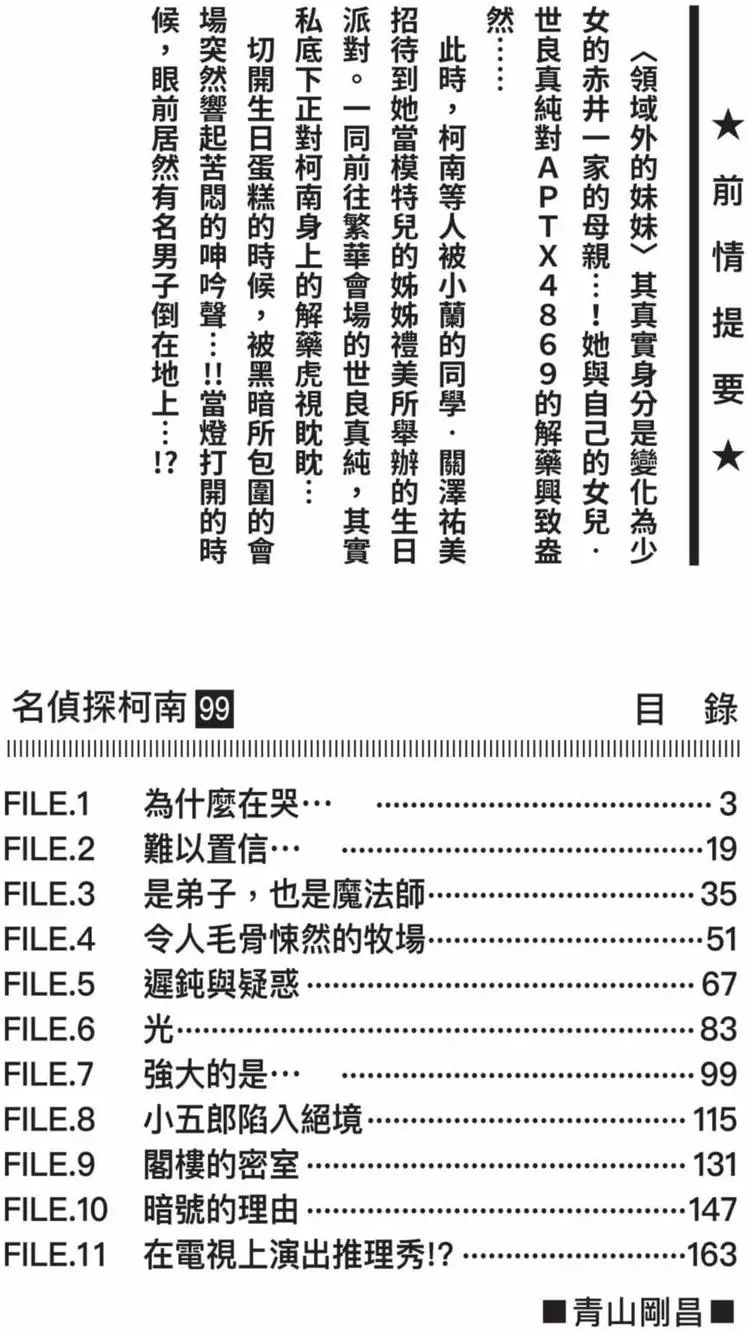 ★前情提要★
〈領域外的妹妹〉其真實身分是變化為少
女的赤井一家的母親…！她與自己的女兒．
世良真純對APTX4869的解藥興致盎
然……
此時，柯南等人被小蘭的同學．關澤祐美
招待到她當模特兒的姊姊禮美所舉辦的生日
派對。一同前往繁華會場的世良真純，其實
私底下正對柯南身上的解藥虎視眈眈…
切開生日蛋糕的時候，被黑暗所包圍的會
場突然響起苦悶的呻吟聲…!!當燈打開的時
候，眼前居然有名男子倒在地上…!?
名偵探柯南 99 目錄
FILE.1 為什麼在哭… …… 3
FILE.2 難以置信… …… 19
FILE.3 是弟子，也是魔法師…… 35
FILE.4 令人毛骨悚然的牧場…… 51
FILE.5 遲鈍與疑惑…… 67
FILE.6 光…… 83
FILE.7 強大的是… …… 99
FILE.8 小五郎陷入絕境…… 115
FILE.9 閣樓的密室…… 131
FILE.10 暗號的理由…… 147
FILE.11 在電視上演出推理秀!? …… 163
■青山剛昌■